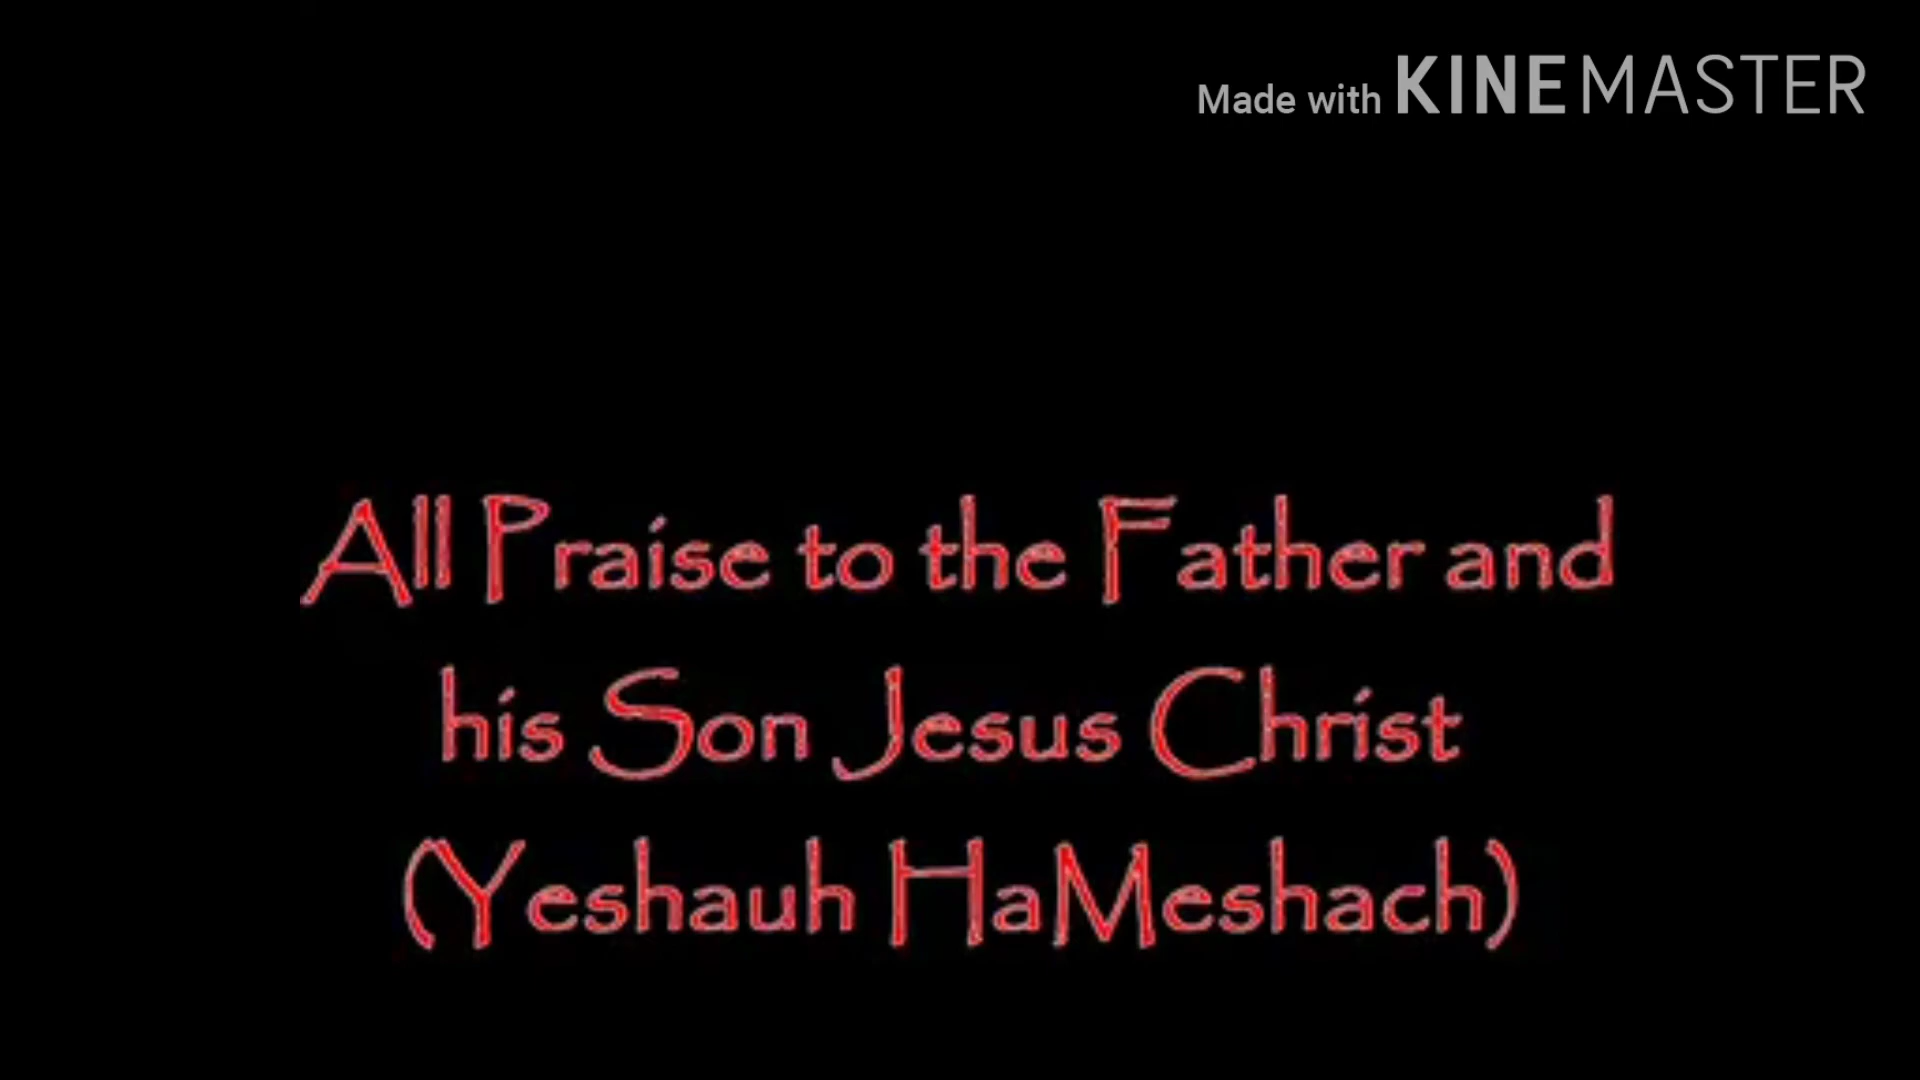 Made with KINEMASTER
All Praise to the Father and
his Son Jesus Christ
(Yeshauh HaMeshach)